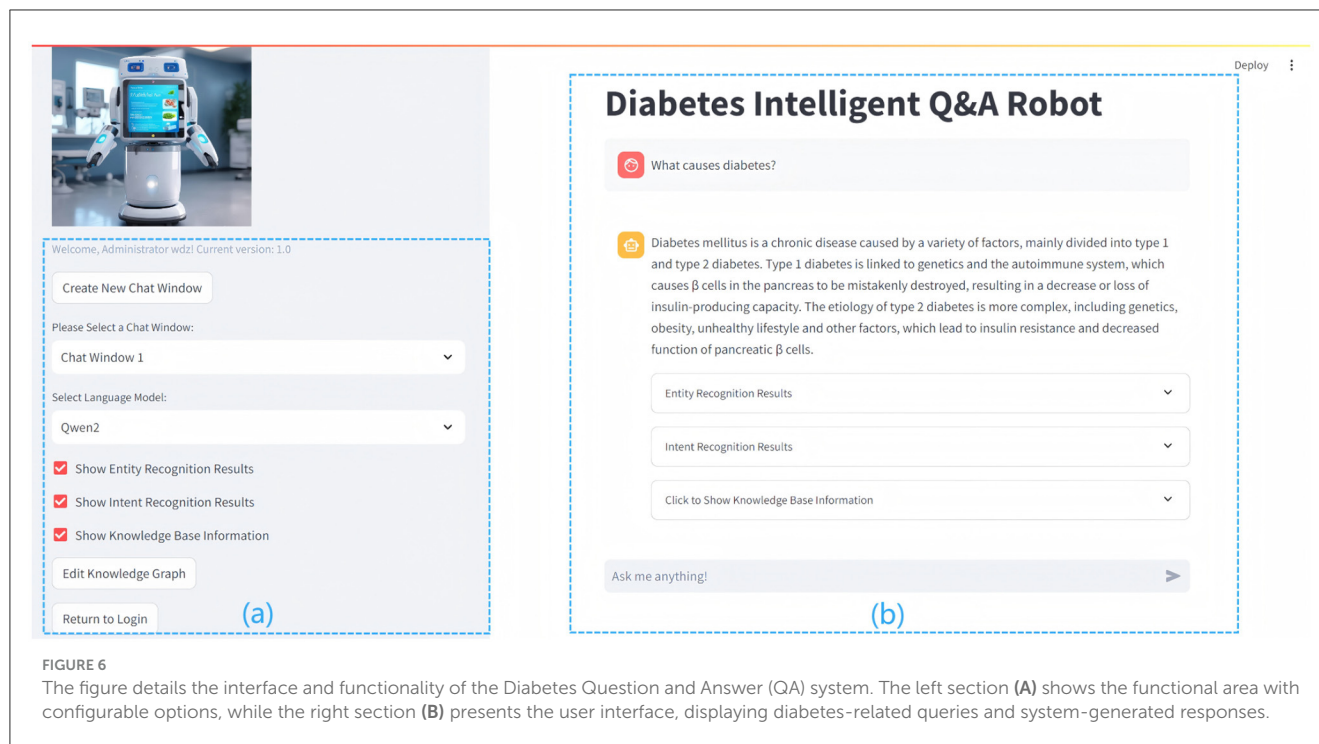 Deploy
Diabetes Intelligent Q&A Robot
What causes diabetes?
Welcome, Administrator wdz! Current version: 1.0
Create New Chat Window
Please Select a Chat Window:
Chat Window 1
Select Language Model:
Qwen2
Show Entity Recognition Results
Show Intent Recognition Results
Show Knowledge Base Information
Edit Knowledge Graph
Return to Login
(a)
Diabetes mellitus is a chronic disease caused by a variety of factors, mainly divided into type 1
and type 2 diabetes. Type 1 diabetes is linked to genetics and the autoimmune system, which
causes β cells in the pancreas to be mistakenly destroyed, resulting in a decrease or loss of
insulin-producing capacity. The etiology of type 2 diabetes is more complex, including genetics,
obesity, unhealthy lifestyle and other factors, which lead to insulin resistance and decreased
function of pancreatic β cells.
Entity Recognition Results
Intent Recognition Results
Click to Show Knowledge Base Information
Ask me anything!
(b)
FIGURE 6
The figure details the interface and functionality of the Diabetes Question and Answer (QA) system. The left section (A) shows the functional area with
configurable options, while the right section (B) presents the user interface, displaying diabetes-related queries and system-generated responses.